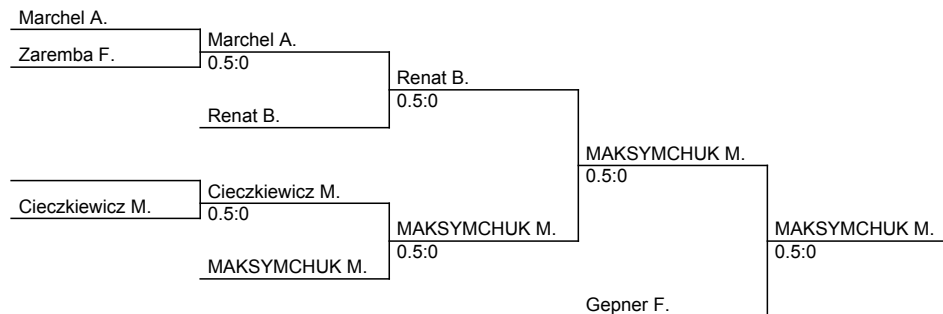 Marchel A.
Zaremba F.
Marchel A.
0.5:0
Renat B.
Renat B.
0.5:0
Cieczkiewicz M.
Cieczkiewicz M.
0.5:0
MAKSYMCHUK M.
MAKSYMCHUK M.
0.5:0
MAKSYMCHUK M.
0.5:0
Gepner F.
MAKSYMCHUK M.
0.5:0